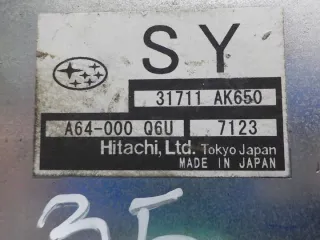 SY
31711 AK650
A64-000 Q6U 7123
Hitachi, Ltd. Tokyo Japan
MADE IN JAPAN
35